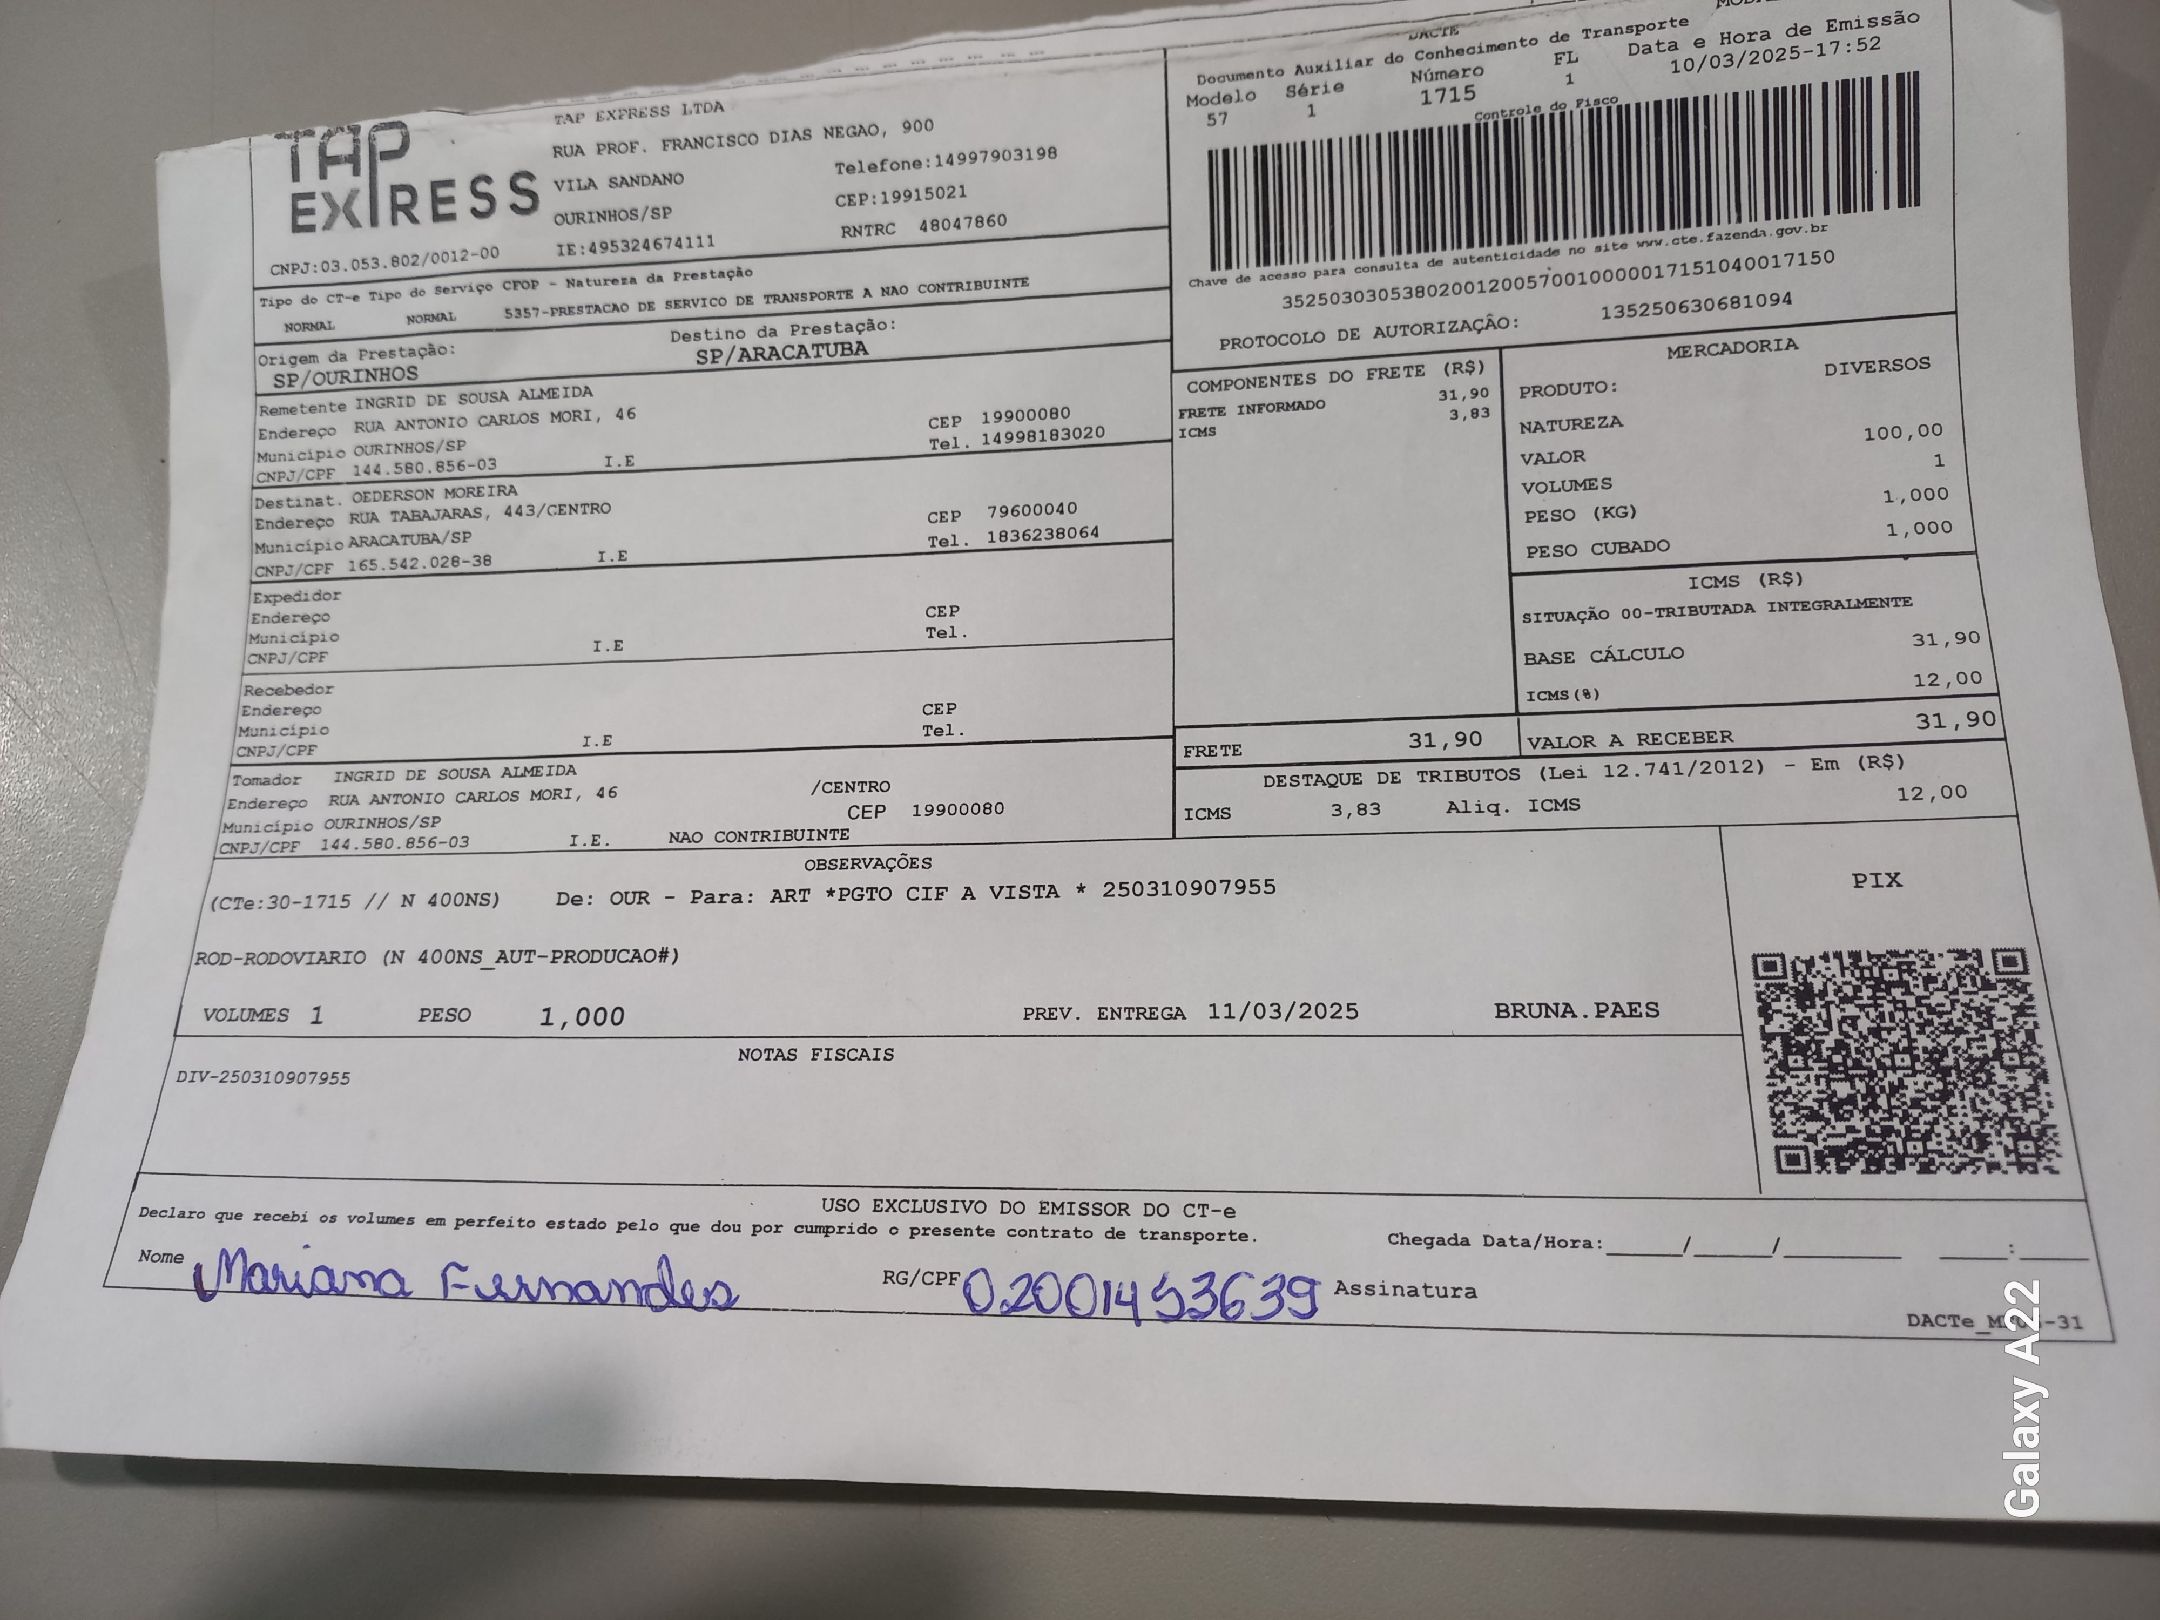 DACTE
Documento Auxiliar do Conhecimento de Transporte
Modelo Série Número FL Data e Hora de Emissão
57 1 1715 1 10/03/2025-17:52
Controle do Fisco
TAP EXPRESS
TAP EXPRESS LTDA
RUA PROF. FRANCISCO DIAS NEGAO, 900
VILA SANDANO Telefone:14997903198
OURINHOS/SP CEP:19915021
CNPJ:03.053.802/0012-00 IE:495324674111 RNTRC 48047860
Chave de acesso para consulta de autenticidade no site www.cte.fazenda.gov.br
35250303053802001200570010000017151040017150
PROTOCOLO DE AUTORIZAÇÃO: 135250630681094
Tipo do CT-e Tipo do Serviço CFOP - Natureza da Prestação
NORMAL NORMAL 5357-PRESTACAO DE SERVICO DE TRANSPORTE A NAO CONTRIBUINTE
Origem da Prestação: Destino da Prestação:
SP/OURINHOS SP/ARACATUBA
Remetente INGRID DE SOUSA ALMEIDA
Endereço RUA ANTONIO CARLOS MORI, 46 CEP 19900080
Município OURINHOS/SP Tel. 14998183020
CNPJ/CPF 144.580.856-03 I.E
Destinat. OEDERSON MOREIRA
Endereço RUA TABAJARAS, 443/CENTRO CEP 79600040
Município ARACATUBA/SP Tel. 1836238064
CNPJ/CPF 165.542.028-38 I.E
Expedidor
Endereço CEP
Município Tel.
CNPJ/CPF I.E
Recebedor
Endereço CEP
Município Tel.
CNPJ/CPF I.E
Tomador INGRID DE SOUSA ALMEIDA
Endereço RUA ANTONIO CARLOS MORI, 46 /CENTRO
Município OURINHOS/SP CEP 19900080
CNPJ/CPF 144.580.856-03 I.E. NAO CONTRIBUINTE
COMPONENTES DO FRETE (R$)
FRETE INFORMADO 31,90
ICMS 3,83
MERCADORIA
PRODUTO: DIVERSOS
NATUREZA
VALOR 100,00
VOLUMES 1
PESO (KG) 1,000
PESO CUBADO 1,000
ICMS (R$)
SITUAÇÃO 00-TRIBUTADA INTEGRALMENTE
BASE CÁLCULO 31,90
ICMS(%) 12,00
FRETE 31,90 VALOR A RECEBER 31,90
DESTAQUE DE TRIBUTOS (Lei 12.741/2012) - Em (R$)
ICMS 3,83 Aliq. ICMS 12,00
OBSERVAÇÕES
(CTe:30-1715 // N 400NS) De: OUR - Para: ART *PGTO CIF A VISTA * 250310907955
ROD-RODOVIARIO (N 400NS_AUT-PRODUCAO#)
VOLUMES 1 PESO 1,000 PREV. ENTREGA 11/03/2025 BRUNA.PAES
PIX
NOTAS FISCAIS
DIV-250310907955
USO EXCLUSIVO DO EMISSOR DO CT-e
Declaro que recebi os volumes em perfeito estado pelo que dou por cumprido o presente contrato de transporte.
Chegada Data/Hora:_____/_____/_______ ____:_____
Nome Mariana Fernandes RG/CPF 02001453639 Assinatura
Galaxy A22